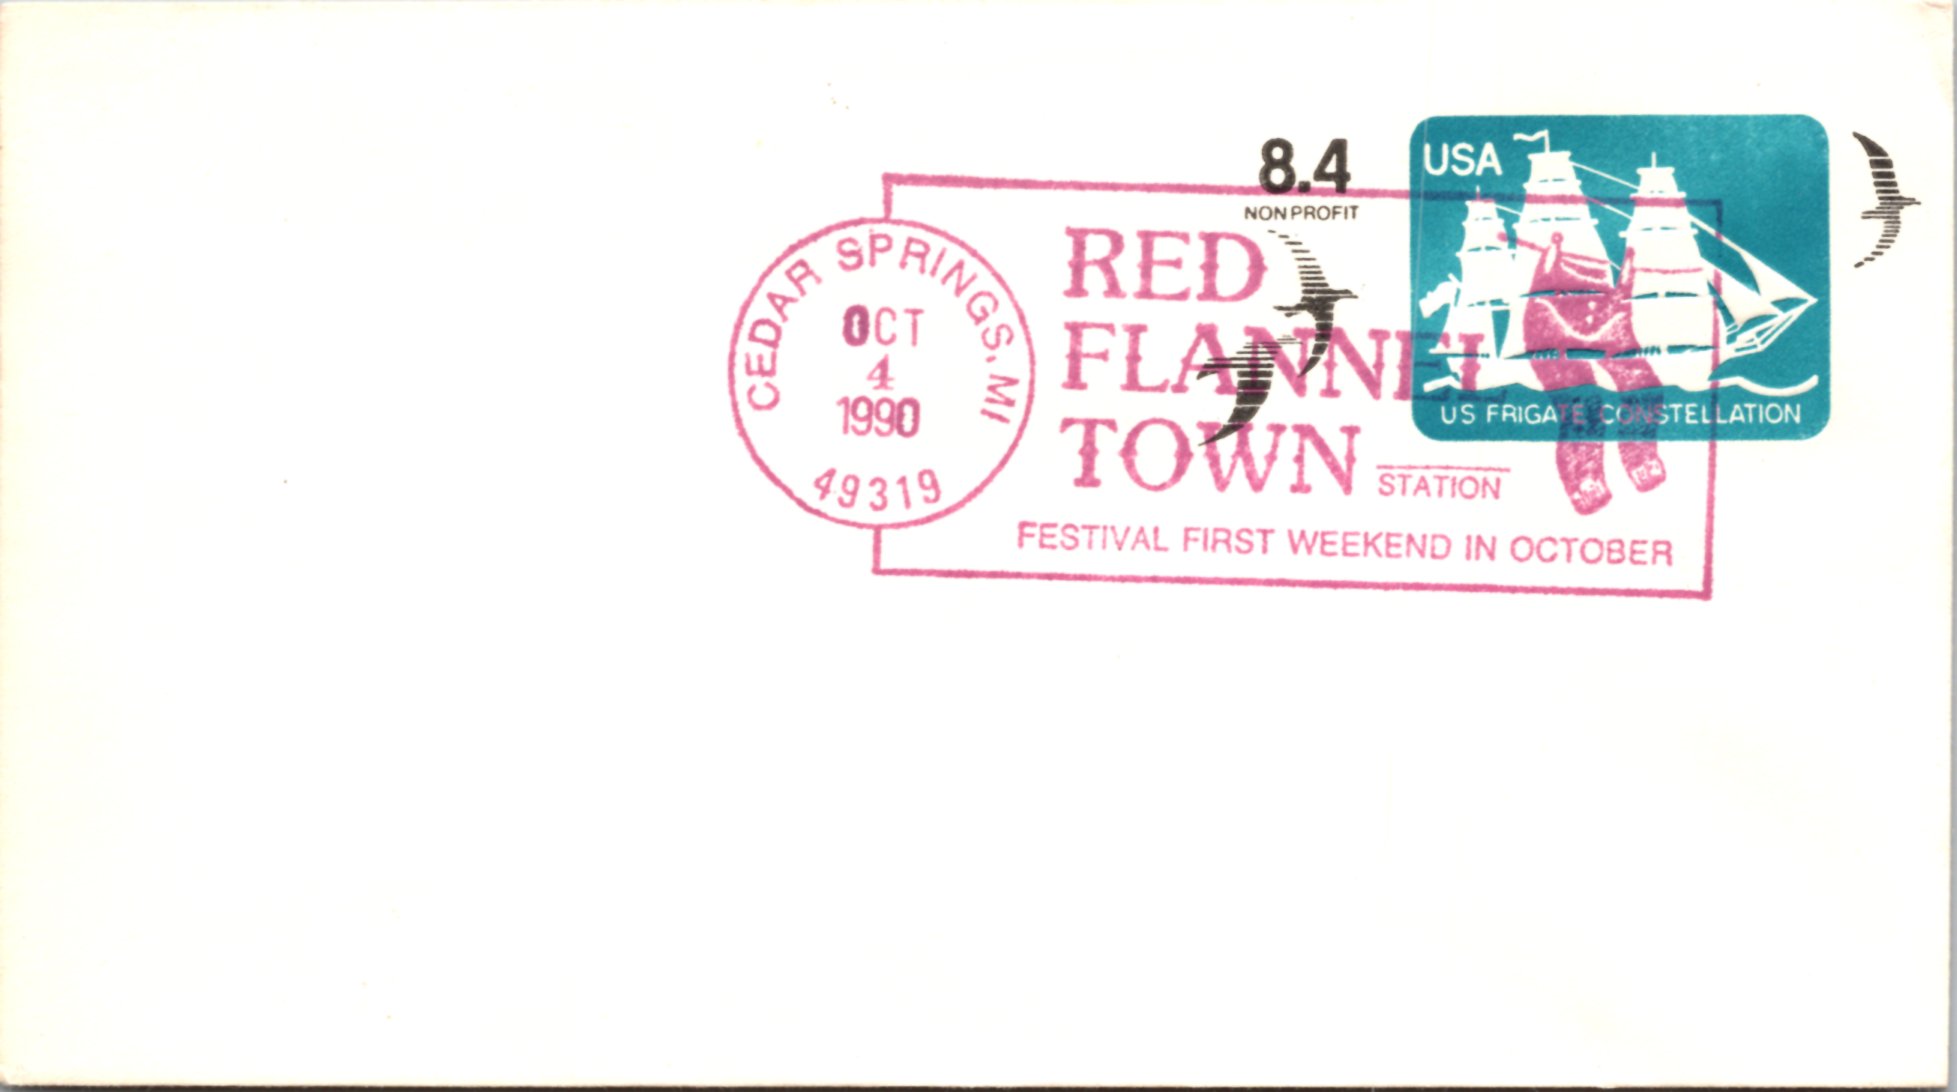 8.4
NONPROFIT
USA
US FRIGATE CONSTELLATION
CEDAR SPRINGS, MI
OCT
4
1990
49319
RED
FLANNEL
TOWN
STATION
FESTIVAL FIRST WEEKEND IN OCTOBER